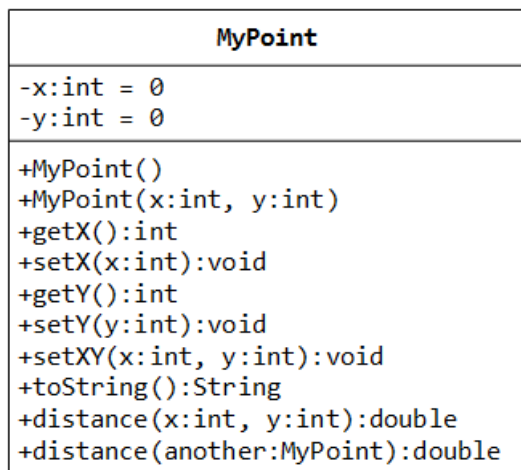 MyPoint
-x:int = 0
-y:int = 0
+MyPoint()
+MyPoint(x:int, y:int)
+getX():int
+setX(x:int):void
+getY():int
+setY(y:int):void
+setXY(x:int, y:int):void
+toString():String
+distance(x:int, y:int):double
+distance(another:MyPoint):double